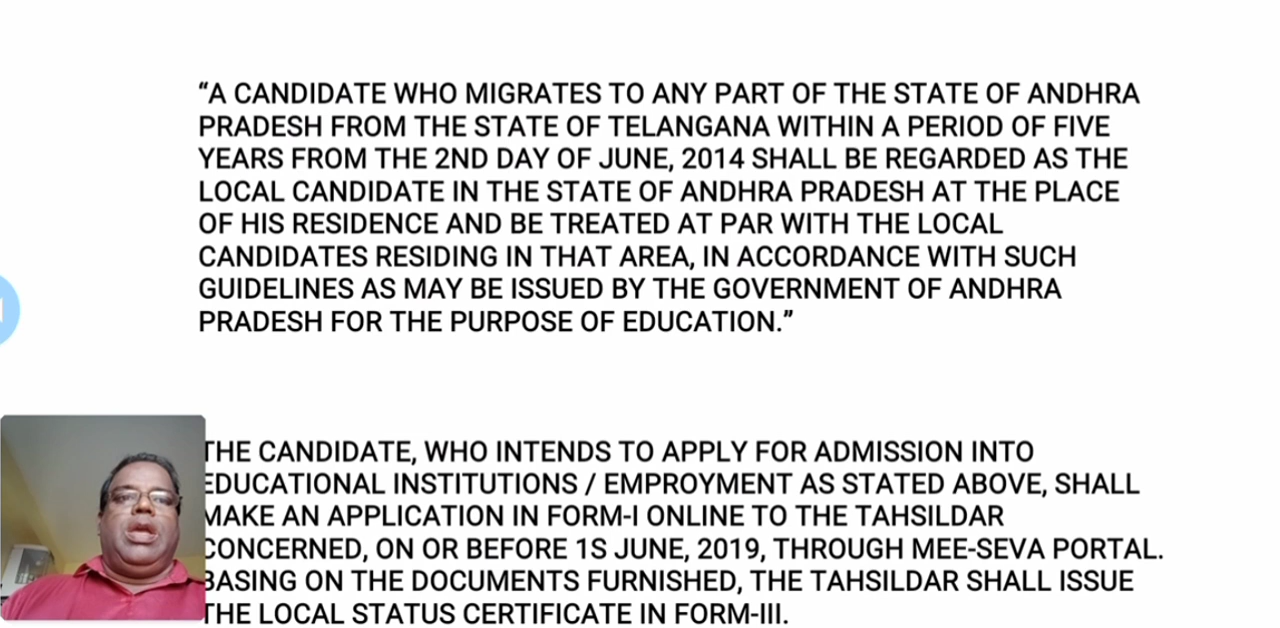 “A CANDIDATE WHO MIGRATES TO ANY PART OF THE STATE OF ANDHRA
PRADESH FROM THE STATE OF TELANGANA WITHIN A PERIOD OF FIVE
YEARS FROM THE 2ND DAY OF JUNE, 2014 SHALL BE REGARDED AS THE
LOCAL CANDIDATE IN THE STATE OF ANDHRA PRADESH AT THE PLACE
OF HIS RESIDENCE AND BE TREATED AT PAR WITH THE LOCAL
CANDIDATES RESIDING IN THAT AREA, IN ACCORDANCE WITH SUCH
GUIDELINES AS MAY BE ISSUED BY THE GOVERNMENT OF ANDHRA
PRADESH FOR THE PURPOSE OF EDUCATION.”
THE CANDIDATE, WHO INTENDS TO APPLY FOR ADMISSION INTO
EDUCATIONAL INSTITUTIONS / EMPROYMENT AS STATED ABOVE, SHALL
MAKE AN APPLICATION IN FORM-I ONLINE TO THE TAHSILDAR
CONCERNED, ON OR BEFORE 1S JUNE, 2019, THROUGH MEE-SEVA PORTAL.
BASING ON THE DOCUMENTS FURNISHED, THE TAHSILDAR SHALL ISSUE
THE LOCAL STATUS CERTIFICATE IN FORM-III.